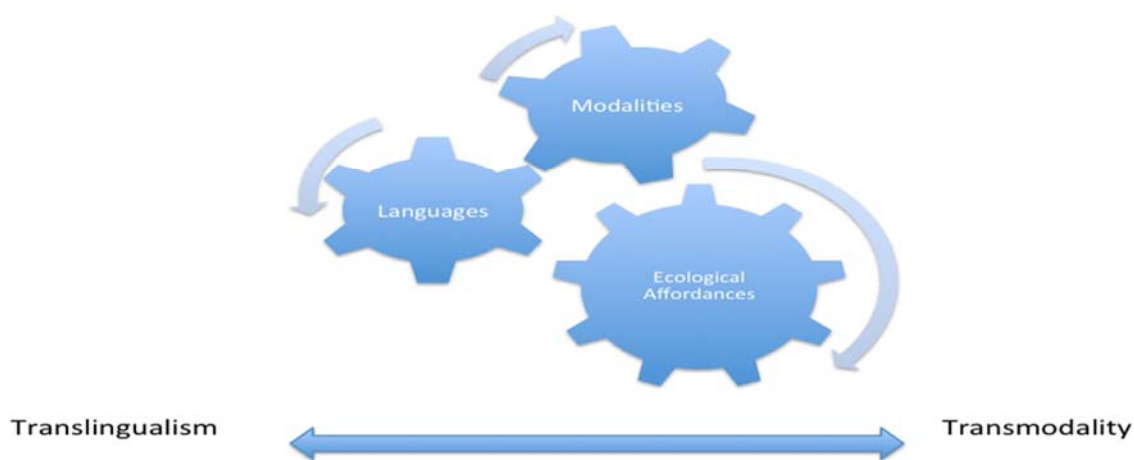 Modalities
Languages
Ecological
Affordances
Translingualism
Transmodality